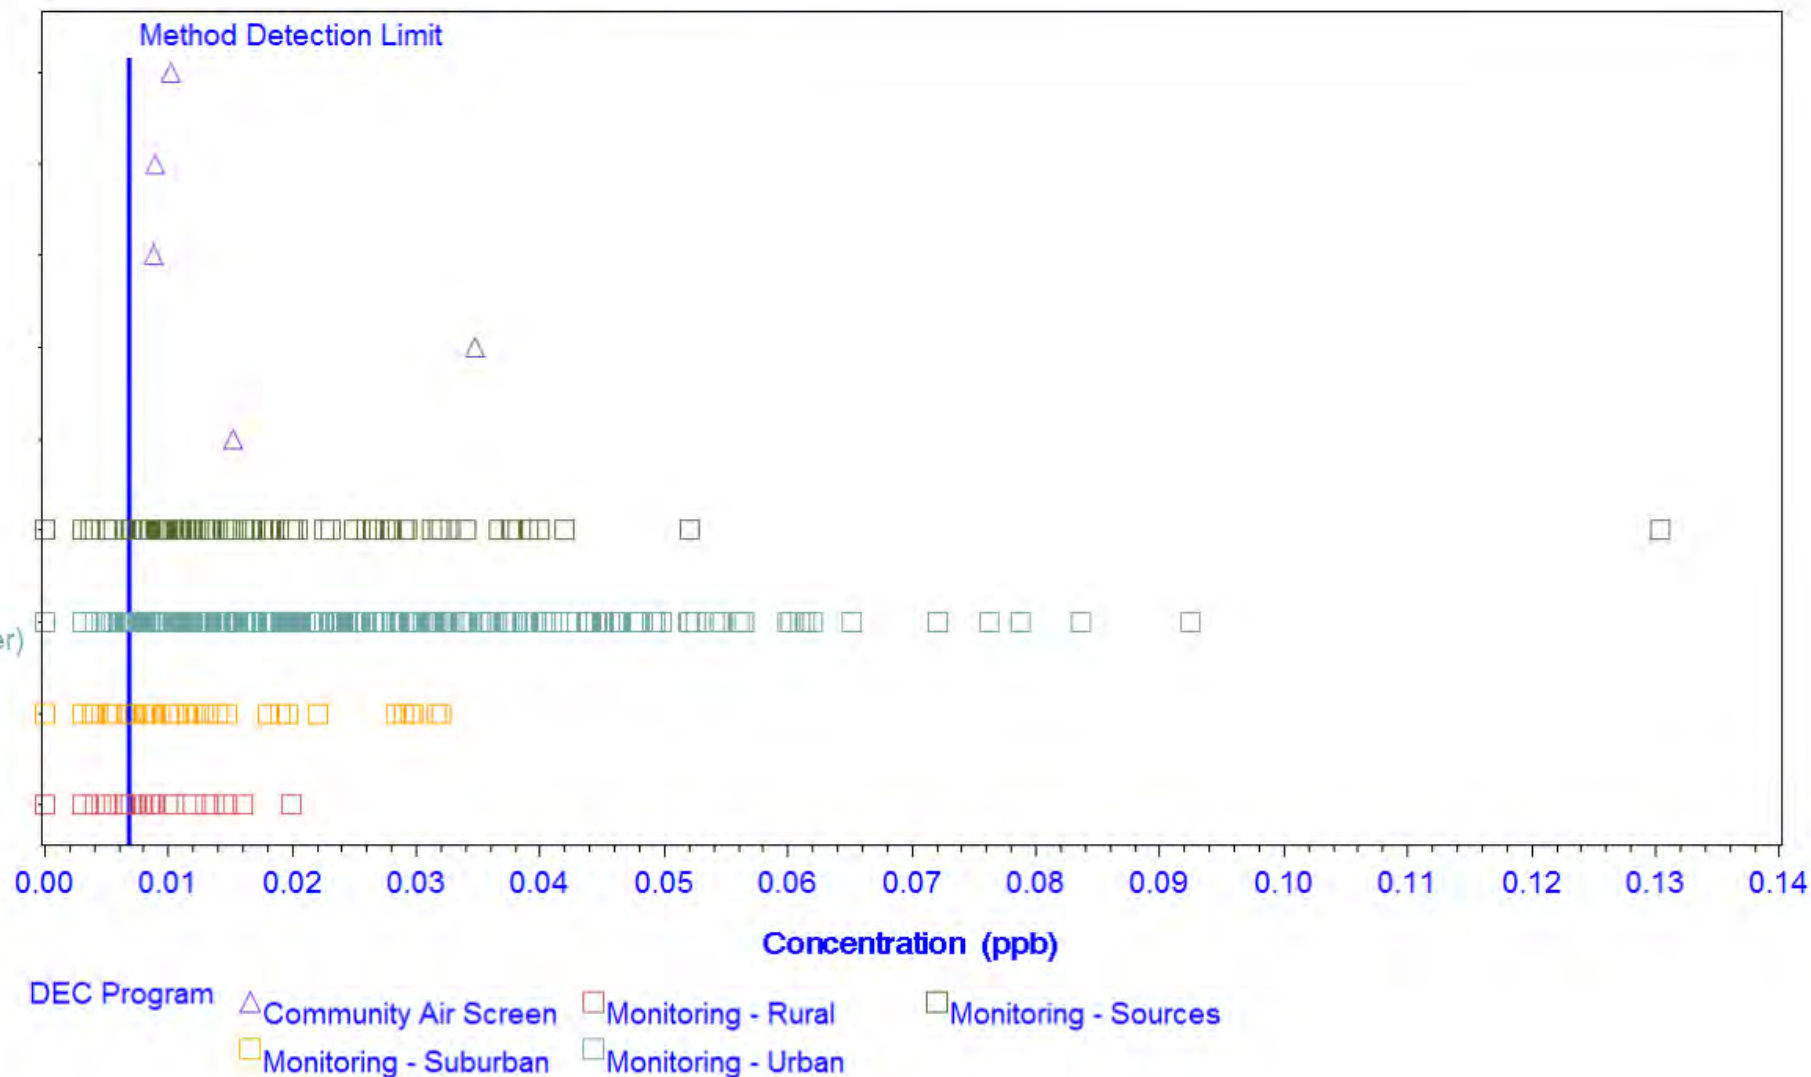 Method Detection Limit
er)
0.00 0.01 0.02 0.03 0.04 0.05 0.06 0.07 0.08 0.09 0.10 0.11 0.12 0.13 0.14
Concentration (ppb)
DEC Program
Community Air Screen Monitoring - Rural Monitoring - Sources
Monitoring - Suburban Monitoring - Urban